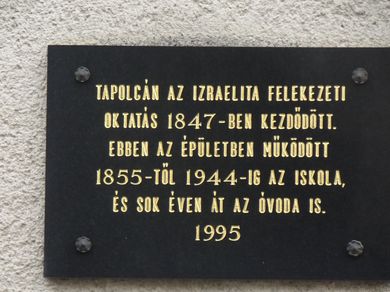 TAPOLCÁN AZ IZRAELITA FELEKEZETI
OKTATÁS 1847-BEN KEZDŐDÖTT.
EBBEN AZ ÉPÜLETBEN MŰKÖDÖTT
1855-TŐL 1944-IG AZ ISKOLA,
ÉS SOK ÉVEN ÁT AZ ÓVODA IS.
1995